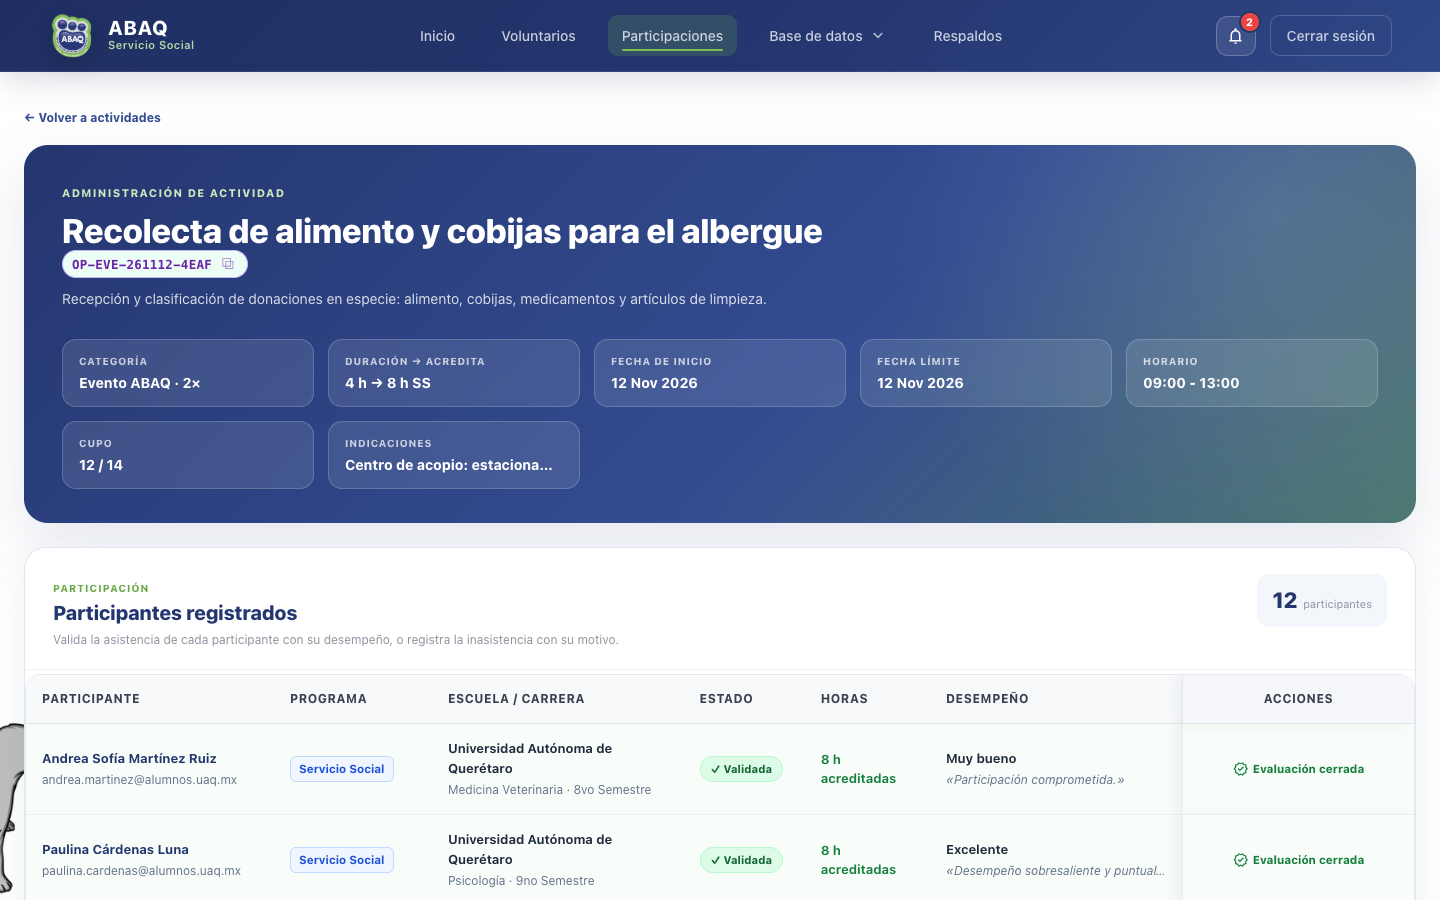 ABAQ
Servicio Social
Inicio
Voluntarios
Participaciones
Base de datos
Respaldos
2
Cerrar sesión
← Volver a actividades
ADMINISTRACIÓN DE ACTIVIDAD
Recolecta de alimento y cobijas para el albergue
OP-EVE-261112-4EAF
Recepción y clasificación de donaciones en especie: alimento, cobijas, medicamentos y artículos de limpieza.
CATEGORÍA
Evento ABAQ · 2×
DURACIÓN → ACREDITA
4 h → 8 h SS
FECHA DE INICIO
12 Nov 2026
FECHA LÍMITE
12 Nov 2026
HORARIO
09:00 - 13:00
CUPO
12 / 14
INDICACIONES
Centro de acopio: estaciona...
PARTICIPACIÓN
Participantes registrados
Valida la asistencia de cada participante con su desempeño, o registra la inasistencia con su motivo.
12 participantes
PARTICIPANTE PROGRAMA ESCUELA / CARRERA ESTADO HORAS DESEMPEÑO ACCIONES
Andrea Sofía Martínez Ruiz
andrea.martinez@alumnos.uaq.mx
Servicio Social
Universidad Autónoma de
Querétaro
Medicina Veterinaria · 8vo Semestre
✓ Validada
8 h
acreditadas
Muy bueno
«Participación comprometida.»
Evaluación cerrada
Paulina Cárdenas Luna
paulina.cardenas@alumnos.uaq.mx
Servicio Social
Universidad Autónoma de
Querétaro
Psicología · 9no Semestre
✓ Validada
8 h
acreditadas
Excelente
«Desempeño sobresaliente y puntual...
Evaluación cerrada